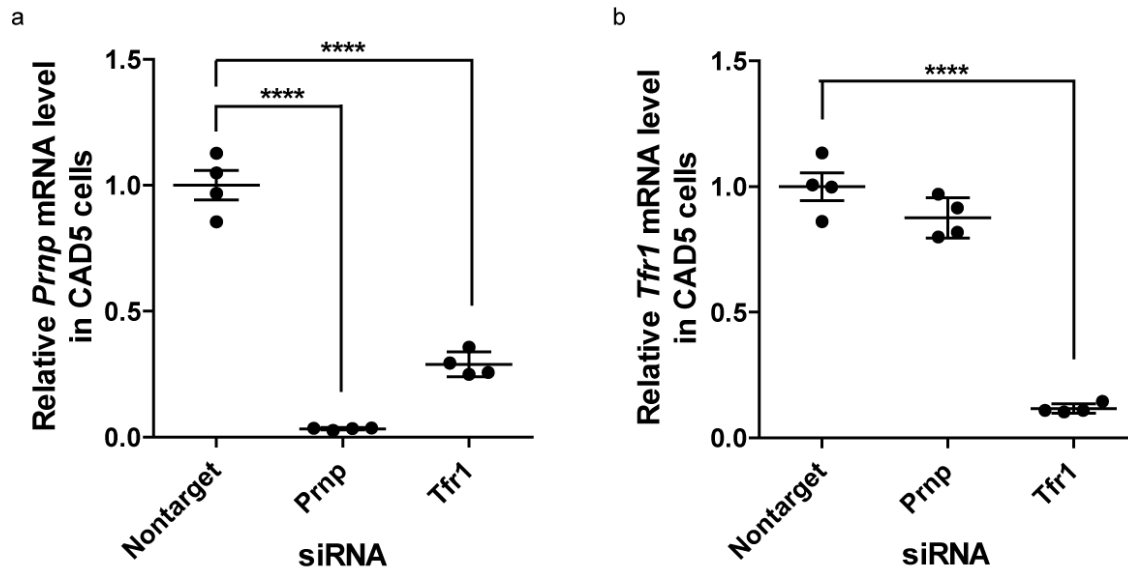 a
Relative Prnp mRNA level
in CAD5 cells
1.5
1.0
0.5
0.0
****
****
Nontarget
Prnp
Tfr1
siRNA
b
Relative Tfr1 mRNA level
in CAD5 cells
1.5
1.0
0.5
0.0
****
Nontarget
Prnp
Tfr1
siRNA